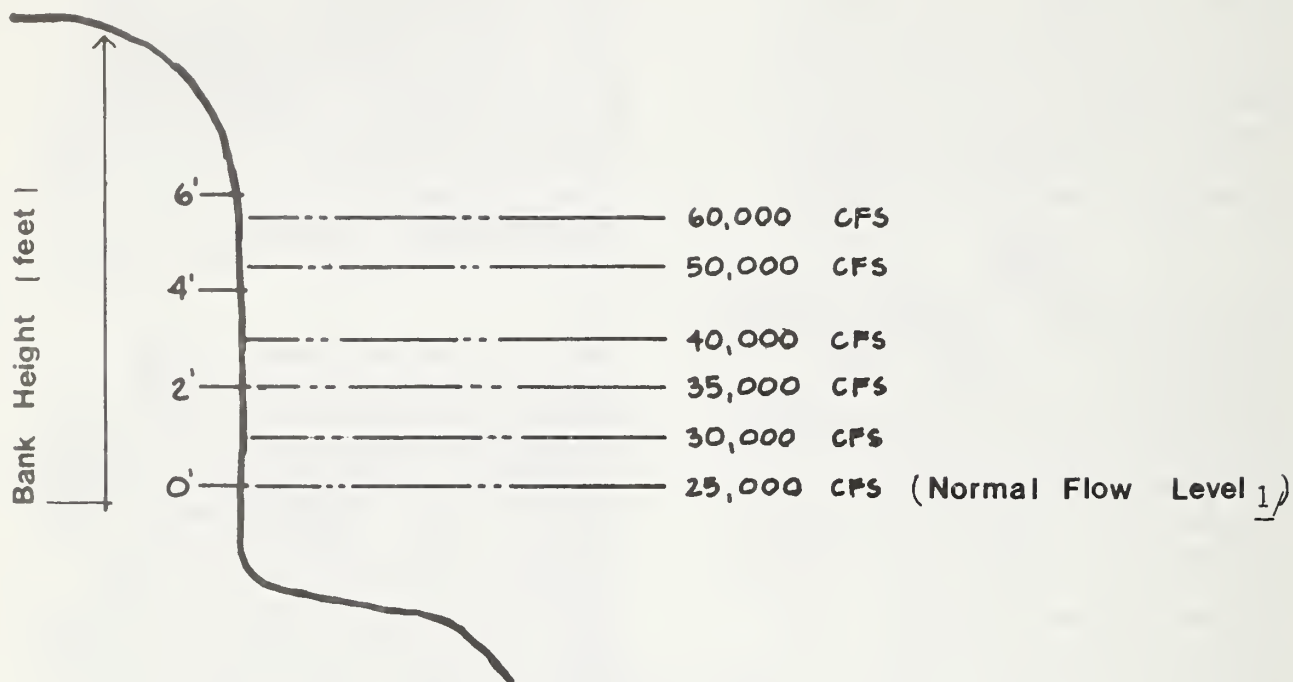 Bank Height (feet)
6'
60,000 CFS
50,000 CFS
4'
40,000 CFS
2'
35,000 CFS
30,000 CFS
0'
25,000 CFS (Normal Flow Level 1/)